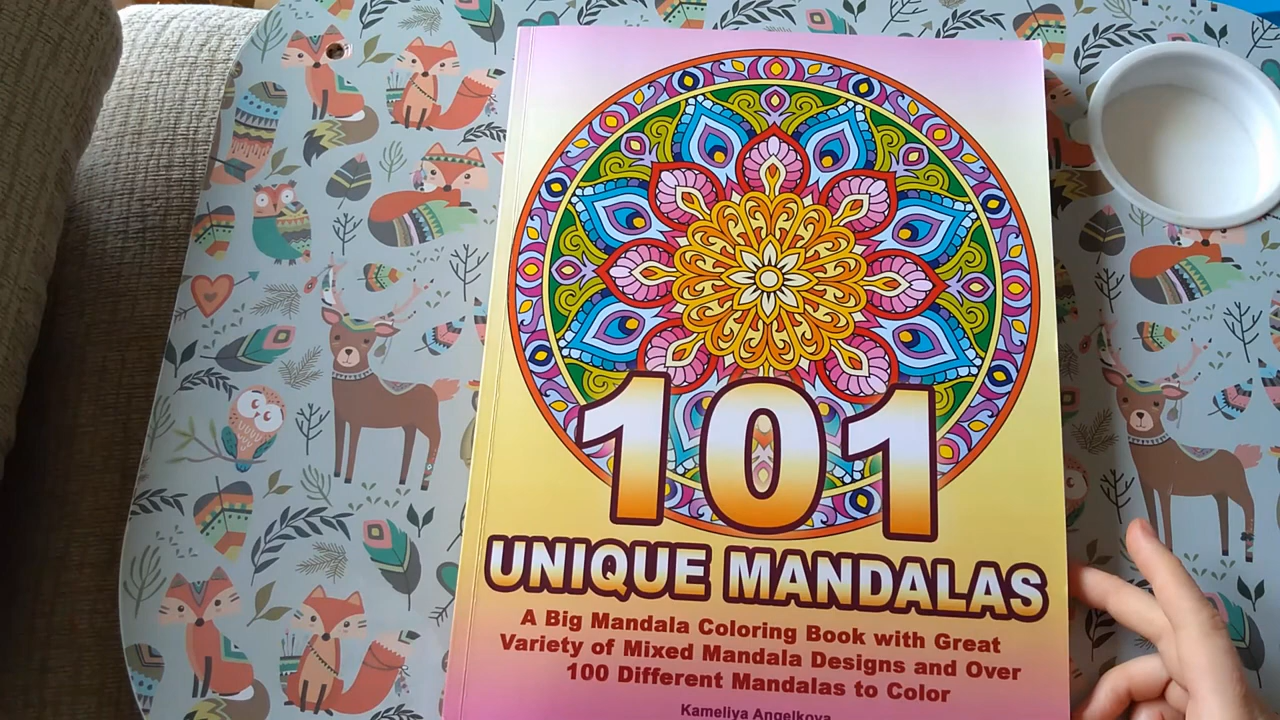 101
UNIQUE MANDALAS
A Big Mandala Coloring Book with Great
Variety of Mixed Mandala Designs and Over
100 Different Mandalas to Color
Kameliya Angelkova